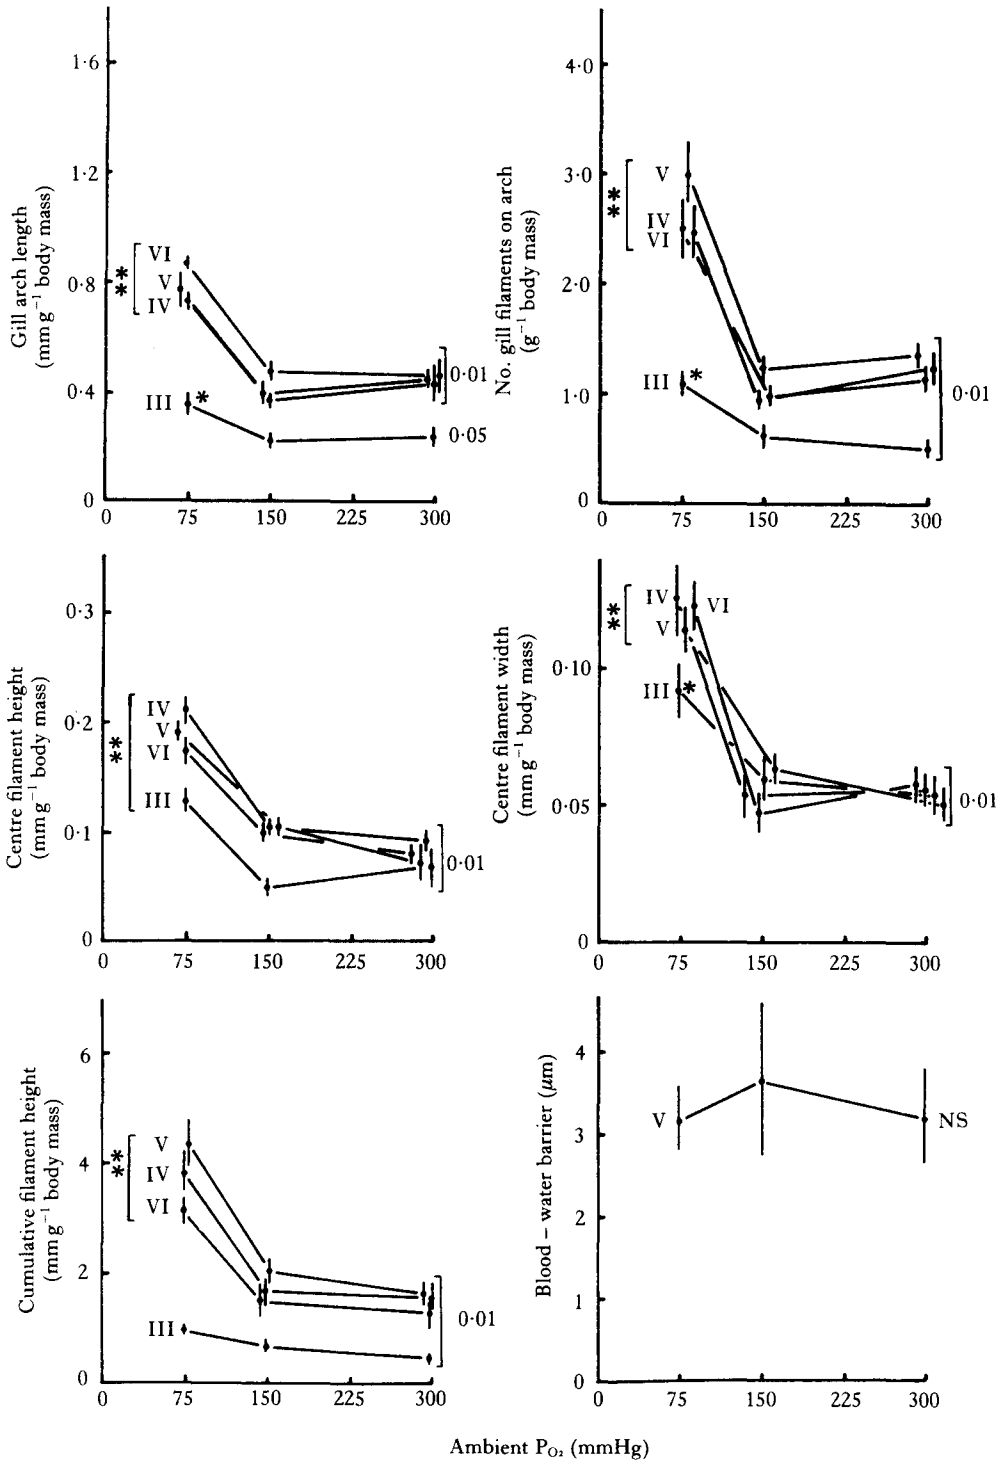 1·6
1·2
0·8
0·4
0
Gill arch length
(mm g⁻¹ body mass)
VI
V
IV
**
III *
0·01
0·05
75
150
225
300
0
4·0
3·0
2·0
1·0
0
No. gill filaments on arch
(g⁻¹ body mass)
V
IV
VI
**
III *
0·01
0
75
150
225
300
0·3
0·2
0·1
0
Centre filament height
(mm g⁻¹ body mass)
IV
V
VI
III
**
0·01
0
75
150
225
300
0·10
0·05
0
Centre filament width
(mm g⁻¹ body mass)
IV
VI
V
**
III *
0·01
0
75
150
225
300
6
4
2
0
Cumulative filament height
(mm g⁻¹ body mass)
V
IV
VI
**
III
0·01
0
75
150
225
300
4
3
2
1
0
Blood – water barrier (μm)
V
NS
0
75
150
225
300
Ambient P_O₂ (mmHg)